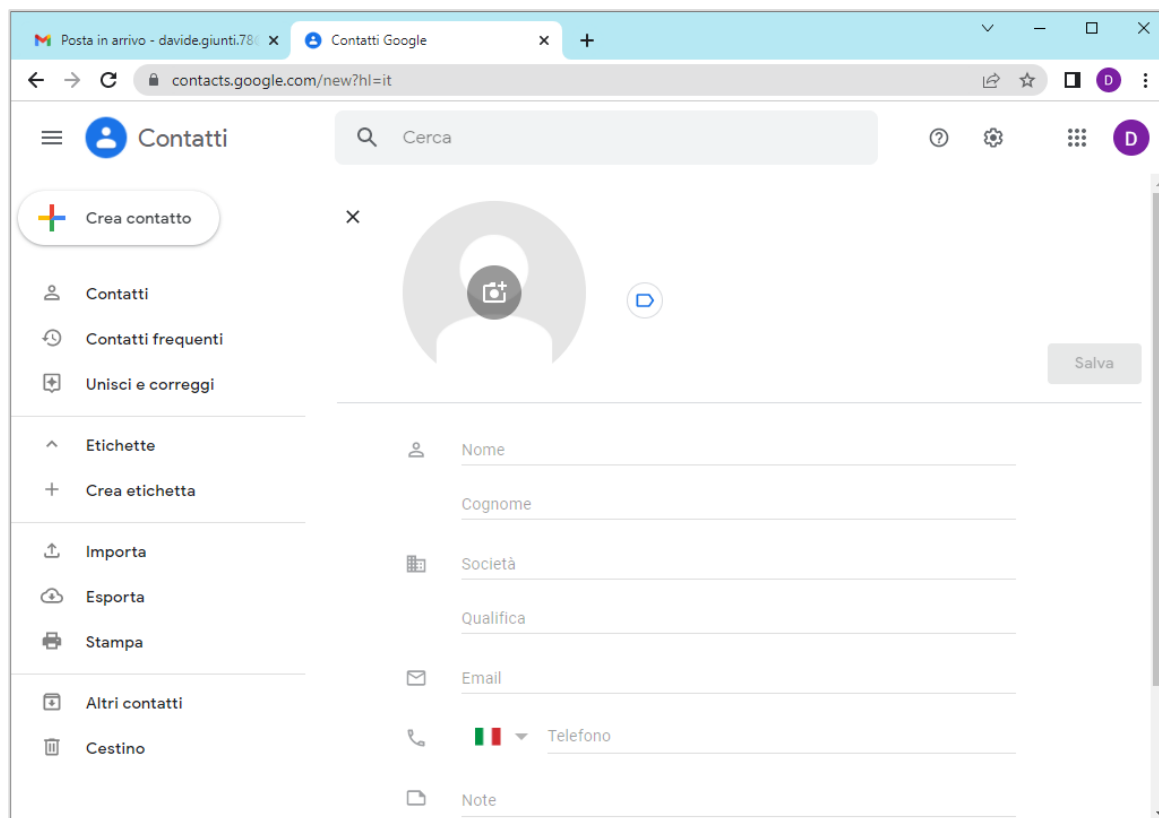 Posta in arrivo - davide.giunti.78
Contatti Google
contacts.google.com/new?hl=it
D
Contatti
Cerca
D
Crea contatto
Contatti
Contatti frequenti
Unisci e correggi
Etichette
Crea etichetta
Importa
Esporta
Stampa
Altri contatti
Cestino
Salva
Nome
Cognome
Società
Qualifica
Email
Telefono
Note